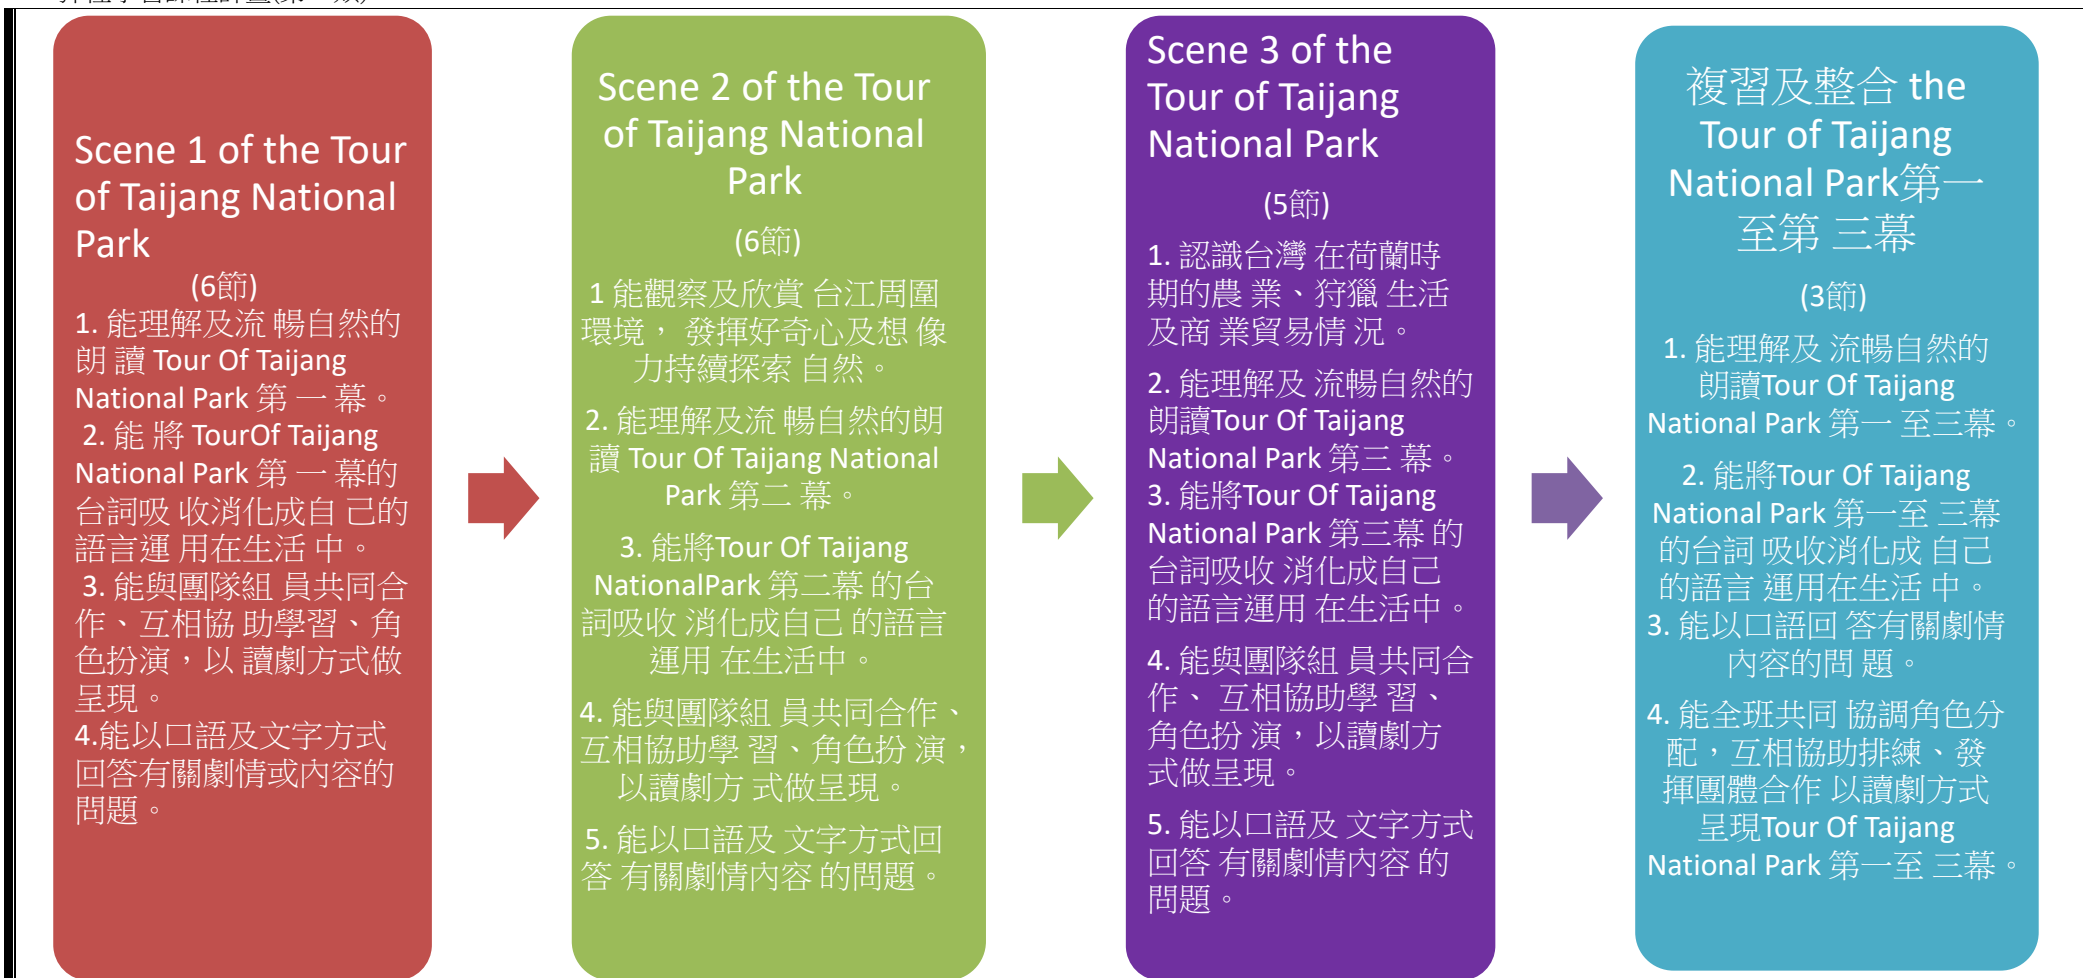 Scene 1 of the Tour
of Taijang National
Park
(6節)
1. 能理解及流 暢自然的
朗 讀 Tour Of Taijang
National Park 第 一 幕。
2. 能 將 TourOf Taijang
National Park 第 一 幕的
台詞吸 收消化成自 己的
語言運 用在生活 中。
3. 能與團隊組 員共同合
作、互相協 助學習、角
色扮演，以 讀劇方式做
呈現。
4.能以口語及文字方式
回答有關劇情或內容的
問題。
Scene 2 of the Tour
of Taijang National
Park
(6節)
1 能觀察及欣賞 台江周圍
環境， 發揮好奇心及想 像
力持續探索 自然。
2. 能理解及流 暢自然的朗
讀 Tour Of Taijang National
Park 第二 幕。
3. 能將Tour Of Taijang
NationalPark 第二幕 的台
詞吸收 消化成自己 的語言
運用 在生活中。
4. 能與團隊組 員共同合作、
互相協助學 習、角色扮 演，
以讀劇方 式做呈現。
5. 能以口語及 文字方式回
答 有關劇情內容 的問題。
Scene 3 of the
Tour of Taijang
National Park
(5節)
1. 認識台灣 在荷蘭時
期的農 業、狩獵 生活
及商 業貿易情 況。
2. 能理解及 流暢自然的
朗讀Tour Of Taijang
National Park 第三 幕。
3. 能將Tour Of Taijang
National Park 第三幕 的
台詞吸收 消化成自己
的語言運用 在生活中。
4. 能與團隊組 員共同合
作、 互相協助學 習、
角色扮 演，以讀劇方
式做呈現。
5. 能以口語及 文字方式
回答 有關劇情內容 的
問題。
複習及整合 the
Tour of Taijang
National Park第一
至第 三幕
(3節)
1. 能理解及 流暢自然的
朗讀Tour Of Taijang
National Park 第一 至三幕。
2. 能將Tour Of Taijang
National Park 第一至 三幕
的台詞 吸收消化成 自己
的語言 運用在生活 中。
3. 能以口語回 答有關劇情
內容的問 題。
4. 能全班共同 協調角色分
配，互相協助排練、發
揮團體合作 以讀劇方式
呈現Tour Of Taijang
National Park 第一至 三幕。